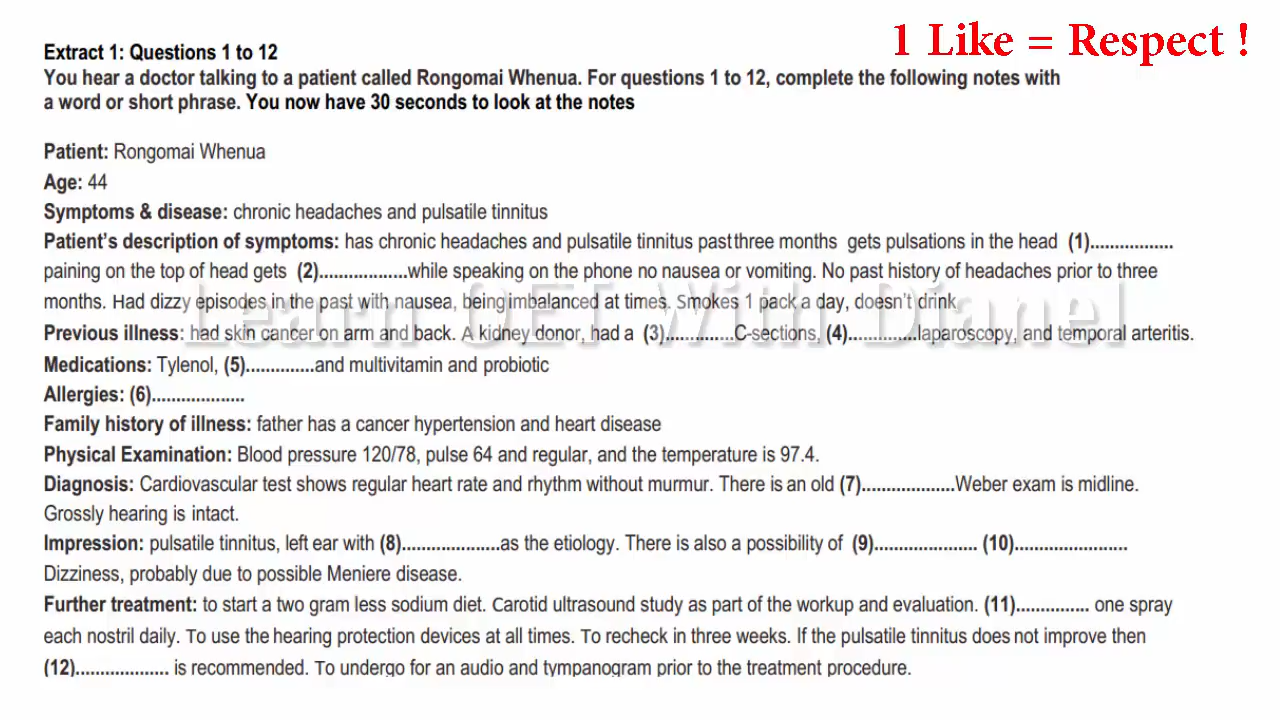 1 Like = Respect !
Extract 1: Questions 1 to 12
You hear a doctor talking to a patient called Rongomai Whenua. For questions 1 to 12, complete the following notes with
a word or short phrase. You now have 30 seconds to look at the notes
Patient: Rongomai Whenua
Age: 44
Symptoms & disease: chronic headaches and pulsatile tinnitus
Patient's description of symptoms: has chronic headaches and pulsatile tinnitus past three months gets pulsations in the head (1)................
paining on the top of head gets (2).................while speaking on the phone no nausea or vomiting. No past history of headaches prior to three
months. Had dizzy episodes in the past with nausea, being imbalanced at times. Smokes 1 pack a day, doesn't drink.
Learn OET With Dianel
Previous illness: had skin cancer on arm and back. A kidney donor, had a (3).............C-sections, (4).............laparoscopy, and temporal arteritis.
Medications: Tylenol, (5).............and multivitamin and probiotic
Allergies: (6)..................
Family history of illness: father has a cancer hypertension and heart disease
Physical Examination: Blood pressure 120/78, pulse 64 and regular, and the temperature is 97.4.
Diagnosis: Cardiovascular test shows regular heart rate and rhythm without murmur. There is an old (7)..................Weber exam is midline.
Grossly hearing is intact.
Impression: pulsatile tinnitus, left ear with (8)...................as the etiology. There is also a possibility of (9).................... (10)......................
Dizziness, probably due to possible Meniere disease.
Further treatment: to start a two gram less sodium diet. Carotid ultrasound study as part of the workup and evaluation. (11).............. one spray
each nostril daily. To use the hearing protection devices at all times. To recheck in three weeks. If the pulsatile tinnitus does not improve then
(12).................. is recommended. To undergo for an audio and tympanogram prior to the treatment procedure.